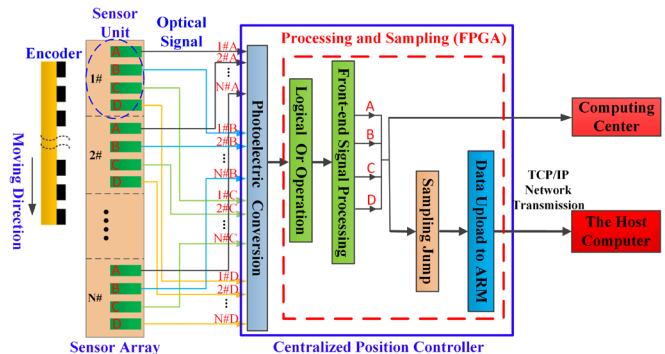 Sensor Unit
Optical Signal
Encoder
Moving Direction
1#
A
B
C
D
2#
A
B
C
D
N#
A
B
C
D
Sensor Array
1#A
2#A
N#A
1#B
2#B
N#B
1#C
2#C
N#C
1#D
2#D
N#D
Photoelectric Conversion
Processing and Sampling (FPGA)
Logical Or Operation
Front-end Signal Processing
A
B
C
D
Sampling Jump
Data Upload to ARM
Centralized Position Controller
Computing
Center
TCP/IP
Network
Transmission
The Host
Computer